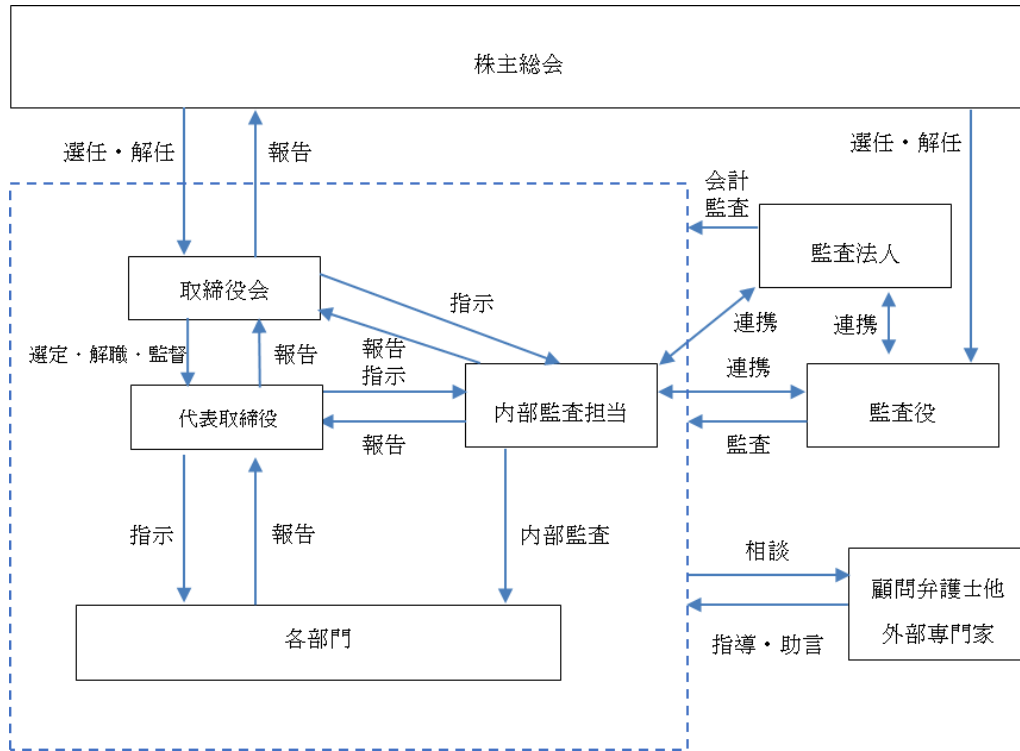 株主総会
選任・解任
報告
選任・解任
会計
監査
監査法人
取締役会
指示
連携
連携
選定・解職・監督
報告
報告
指示
連携
代表取締役
内部監査担当
監査役
報告
監査
指示
報告
内部監査
相談
顧問弁護士他
外部専門家
各部門
指導・助言